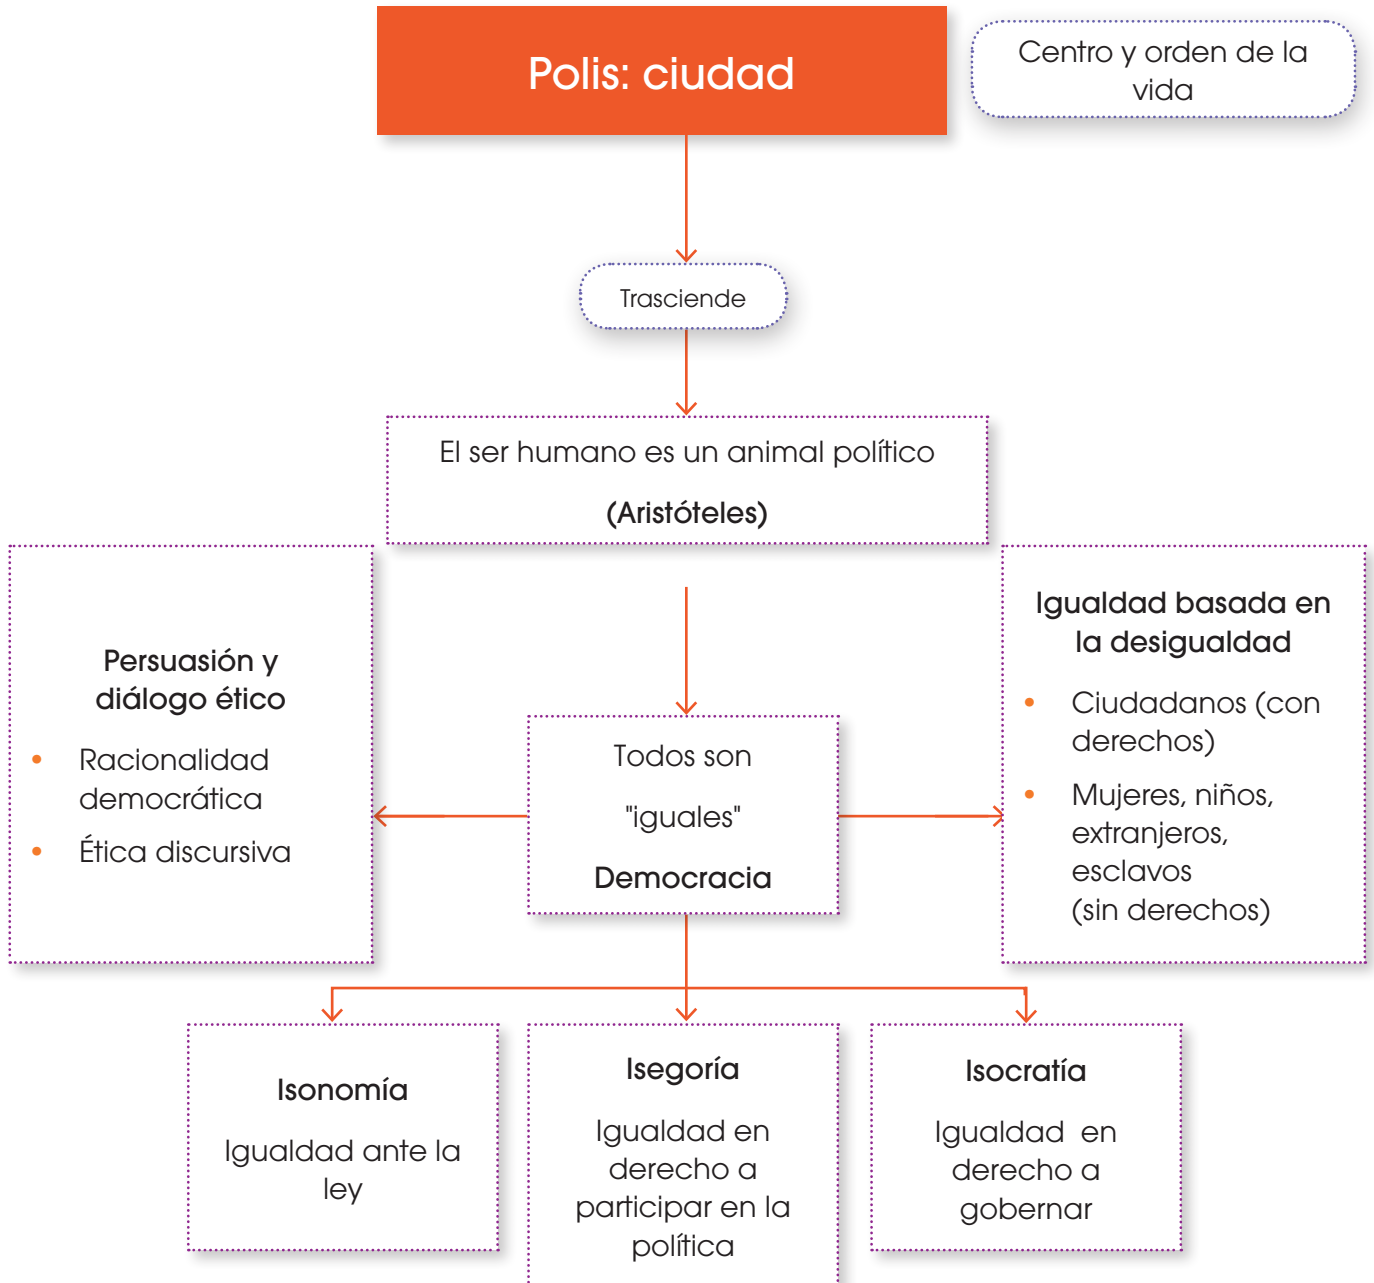 Polis: ciudad
Centro y orden de la
vida
Trasciende
El ser humano es un animal político
(Aristóteles)
Persuasión y
diálogo ético
• Racionalidad
democrática
• Ética discursiva
Todos son
"iguales"
Democracia
Igualdad basada en
la desigualdad
• Ciudadanos (con
derechos)
• Mujeres, niños,
extranjeros,
esclavos
(sin derechos)
Isonomía
Igualdad ante la
ley
Isegoría
Igualdad en
derecho a
participar en la
política
Isocratía
Igualdad en
derecho a
gobernar